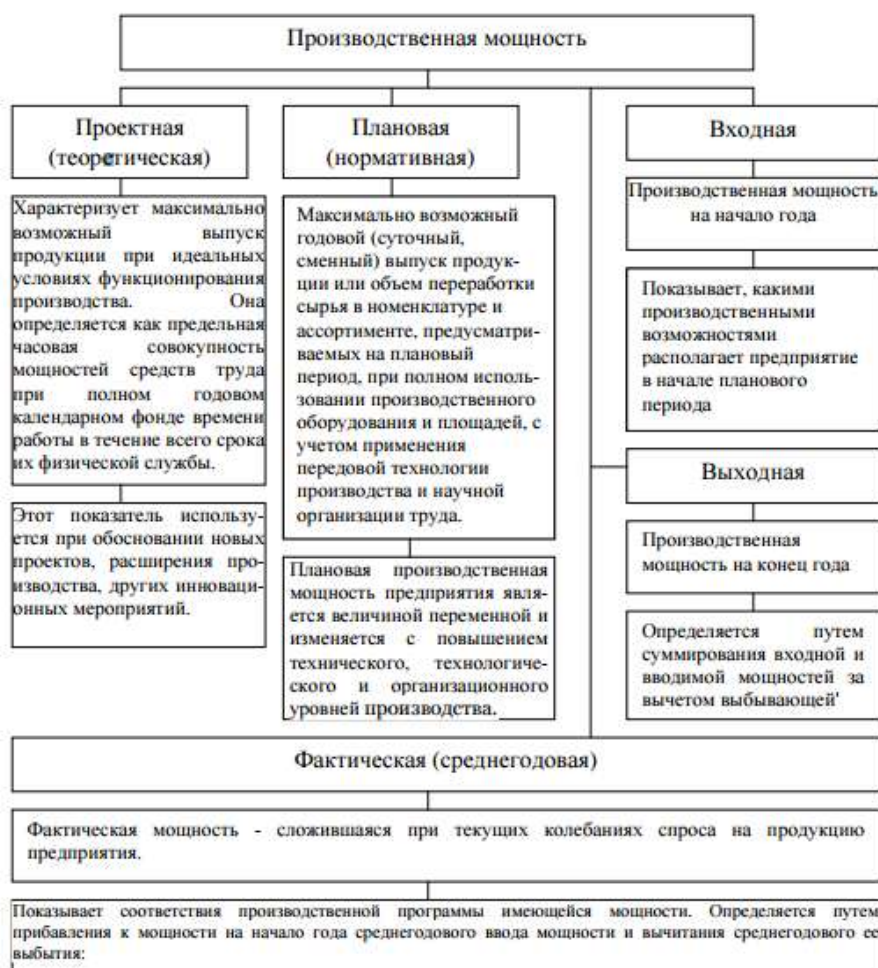 Производственная мощность
Проектная
(теоретическая)
Характеризует максимально
возможный выпуск
продукции при идеальных
условиях функционирования
производства. Она
определяется как предельная
часовая совокупность
мощностей средств труда
при полном годовом
календарном фонде времени
работы в течение всего срока
их физической службы.
Этот показатель использу-
ется при обосновании новых
проектов, расширения про-
изводства, других инноваци-
онных мероприятий.
Плановая
(нормативная)
Максимально возможный
годовой (суточный,
сменный) выпуск продук-
ции или объем переработки
сырья в номенклатуре и
ассортименте, предусматри-
ваемых на плановый
период, при полном исполь-
зовании производственного
оборудования и площадей, с
учетом применения
передовой технологии
производства и научной
организации труда.
Плановая производственная
мощность предприятия явля-
ется величиной переменной и
изменяется с повышением
технического, технологиче-
ского и организационного
уровней производства.
Входная
Производственная мощность
на начало года
Показывает, какими
производственными
возможностями
располагает предприятие
в начале планового
периода
Выходная
Производственная
мощность на конец года
Определяется путем
суммирования входной и
вводимой мощностей за
вычетом выбывающей'
Фактическая (среднегодовая)
Фактическая мощность - сложившаяся при текущих колебаниях спроса на продукцию
предприятия.
Показывает соответствия производственной программы имеющейся мощности. Определяется путем
прибавления к мощности на начало года среднегодового ввода мощности и вычитания среднегодового ее
выбытия: